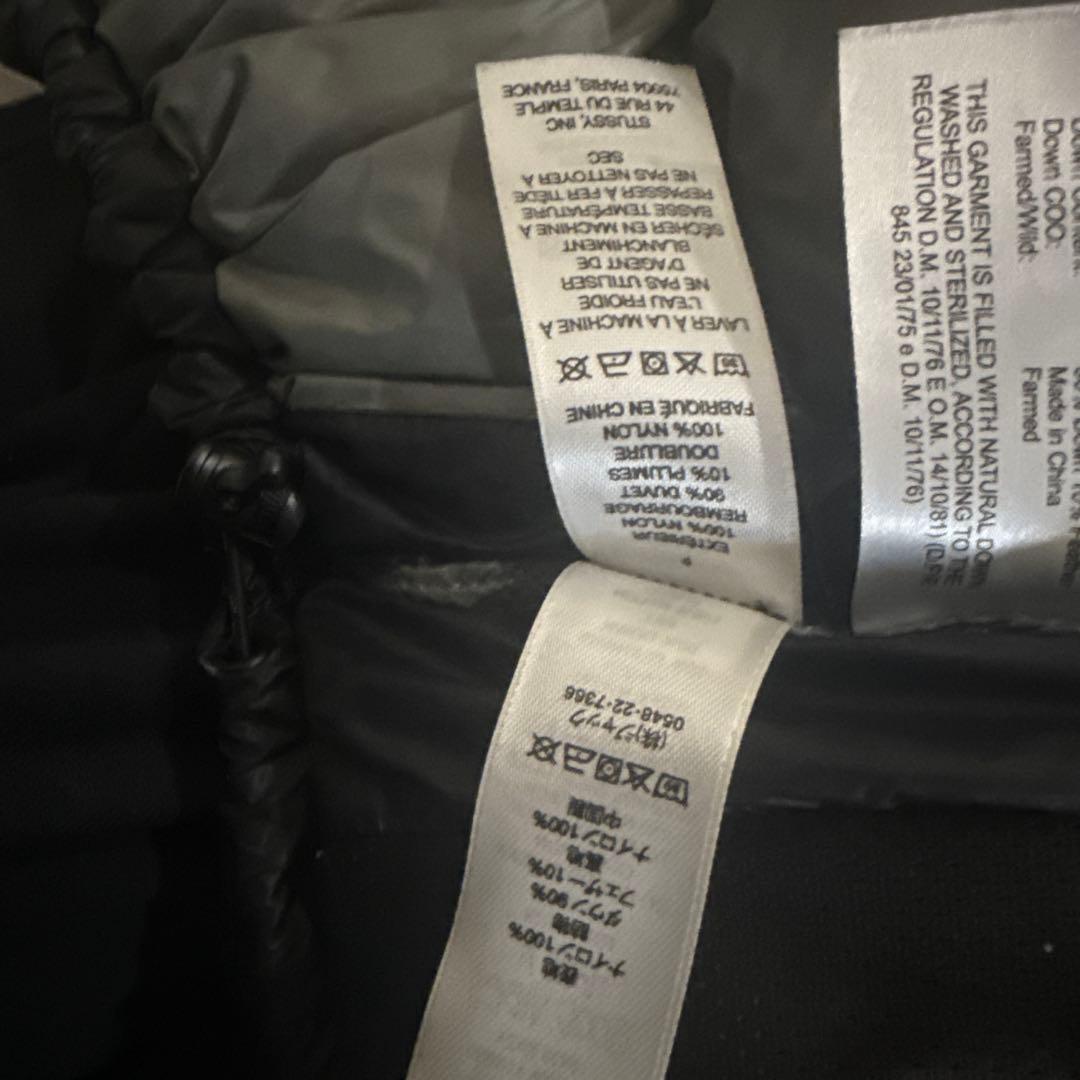 EXTÉRIEUR
100% NYLON
REMBOURRAGE
90% DUVET
10% PLUMES
DOUBLURE
100% NYLON
FABRIQUÉ EN CHINE
LAVER À LA MACHINE À
L'EAU FROIDE
NE PAS UTILISER
D'AGENT DE
BLANCHIMENT
SÉCHER EN MACHINE À
BASSE TEMPÉRATURE
REPASSER À FER TIÈDE
NE PAS NETTOYER À
SEC
STUSSY, INC
44 RUE DU TEMPLE
75004 PARIS, FRANCE
表地
ナイロン100%
詰物
ダウン90%
フェザー10%
裏地
ナイロン100%
中国製
(株)ジャック
0548-22-7366
Down COO: Made in China
Farmed/Wild: Farmed
THIS GARMENT IS FILLED WITH NATURAL DOWN
WASHED AND STERILIZED, ACCORDING TO THE
REGULATION D.M. 10/11/76 E O.M. 14/10/81) (D.P.R
845 23/01/75 e D.M. 10/11/76)